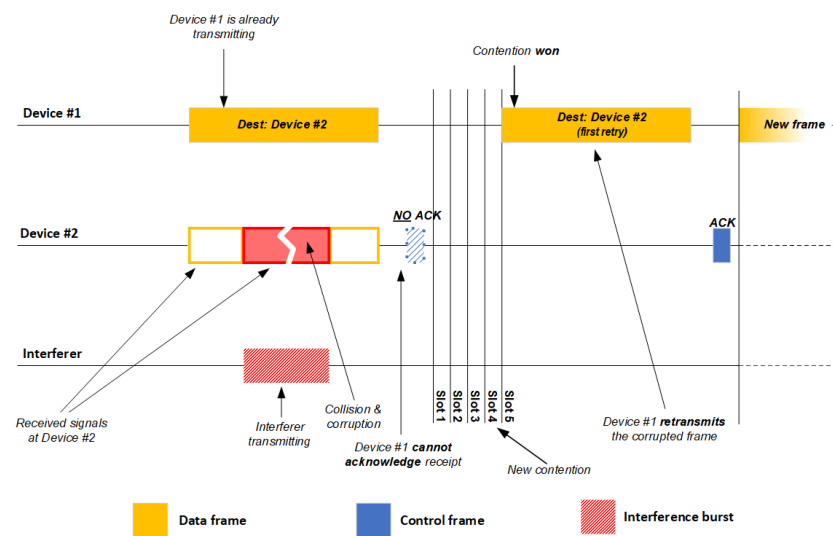 Device #1 is already
transmitting
Contention won
Device #1
Dest: Device #2
Dest: Device #2
(first retry)
New frame
NO ACK
ACK
Device #2
Interferer
Slot 1
Slot 2
Slot 3
Slot 4
Slot 5
Received signals
at Device #2
Interferer
transmitting
Collision &
corruption
Device #1 cannot
acknowledge receipt
New contention
Device #1 retransmits
the corrupted frame
Data frame
Control frame
Interference burst